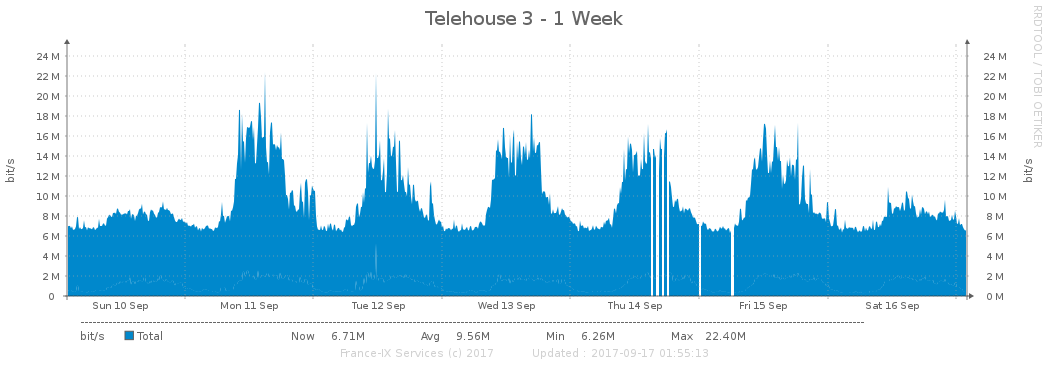 Telehouse 3 - 1 Week
RRDTOOL / TOBI OETIKER
24 M 24 M
22 M 22 M
20 M 20 M
18 M 18 M
16 M 16 M
14 M 14 M
12 M 12 M
10 M 10 M
8 M 8 M
6 M 6 M
4 M 4 M
2 M 2 M
0 0 M
bit/s
bit/s
Sun 10 Sep Mon 11 Sep Tue 12 Sep Wed 13 Sep Thu 14 Sep Fri 15 Sep Sat 16 Sep
bit/s Total Now 6.71M Avg 9.56M Min 6.26M Max 22.40M
France-IX Services (c) 2017 Updated : 2017-09-17 01:55:13